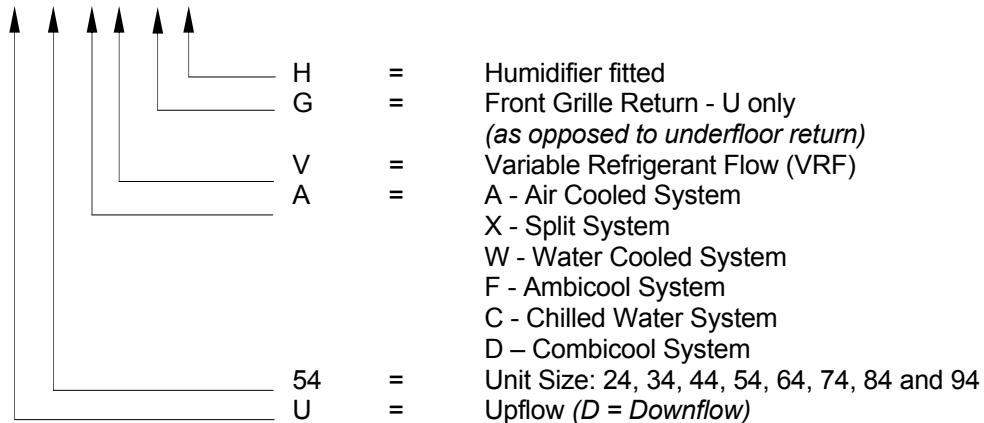 H = Humidifier fitted
G = Front Grille Return - U only
(as opposed to underfloor return)
V = Variable Refrigerant Flow (VRF)
A = A - Air Cooled System
X - Split System
W - Water Cooled System
F - Ambicool System
C - Chilled Water System
D – Combicool System
54 = Unit Size: 24, 34, 44, 54, 64, 74, 84 and 94
U = Upflow (D = Downflow)